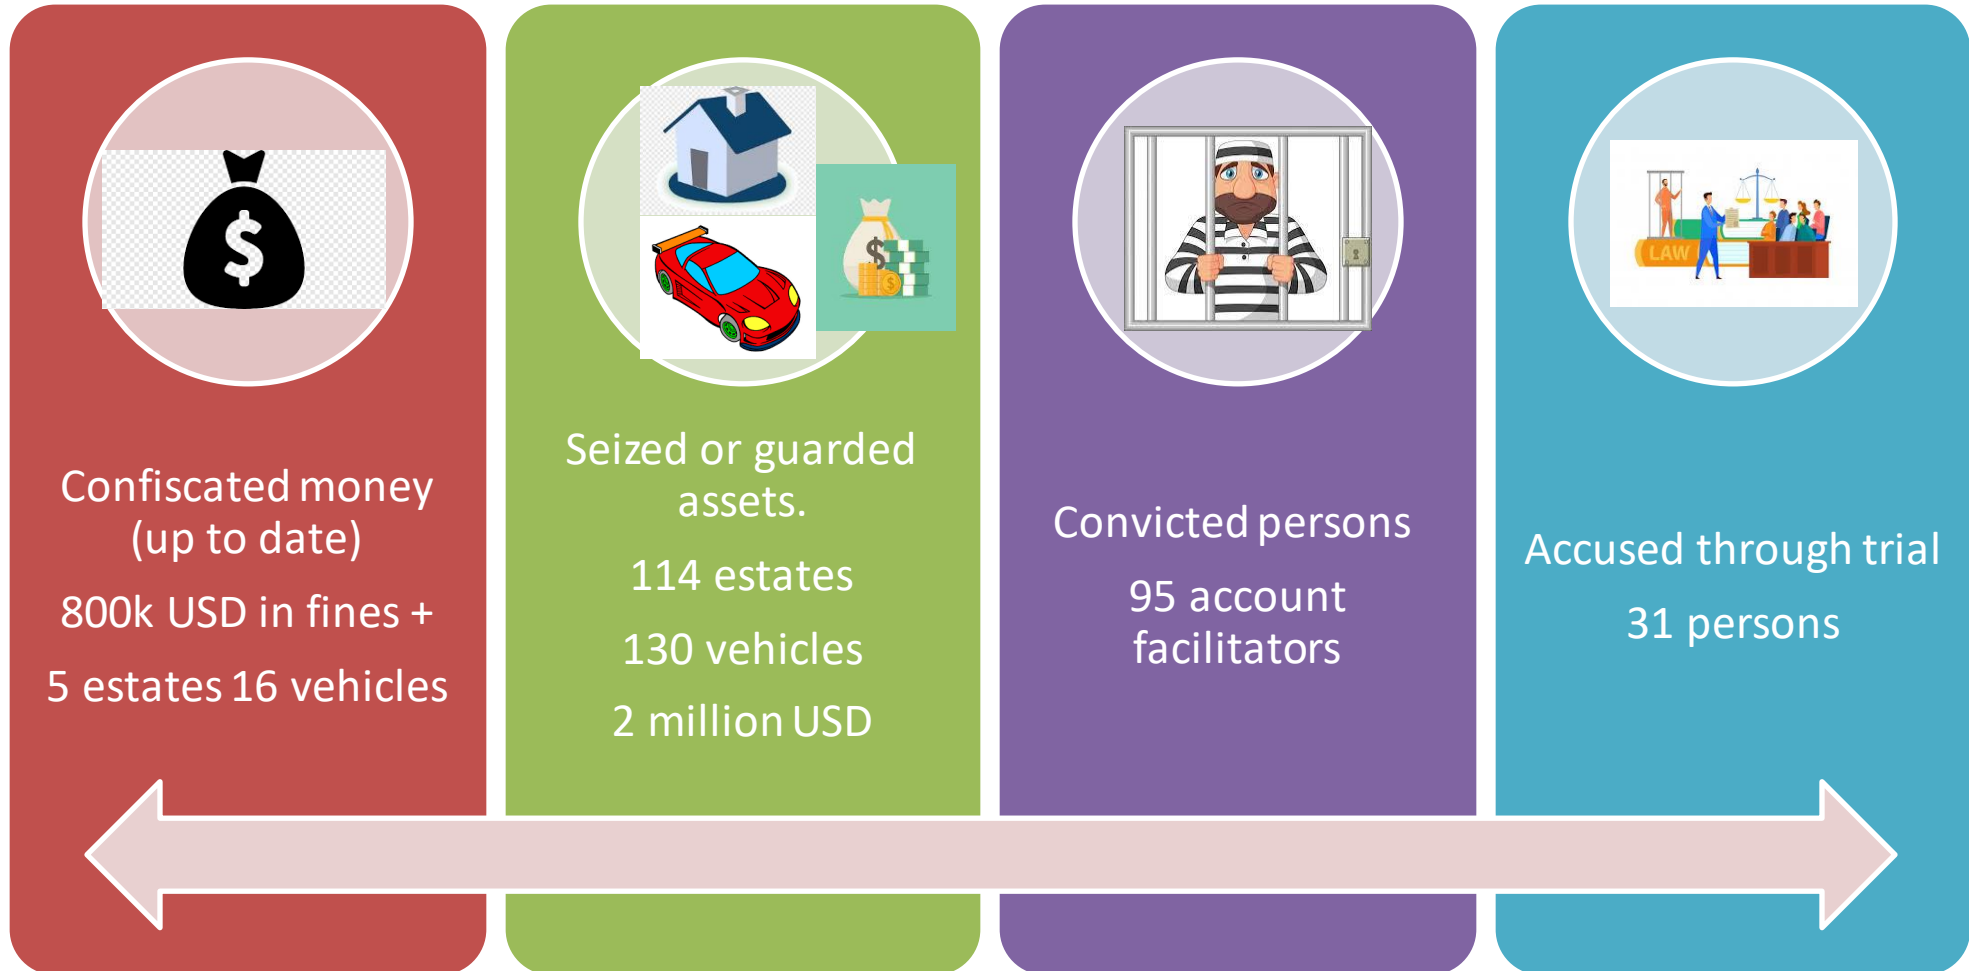 Confiscated money
(up to date)
800k USD in fines +
5 estates 16 vehicles
Seized or guarded
assets.
114 estates
130 vehicles
2 million USD
Convicted persons
95 account
facilitators
LAW
Accused through trial
31 persons